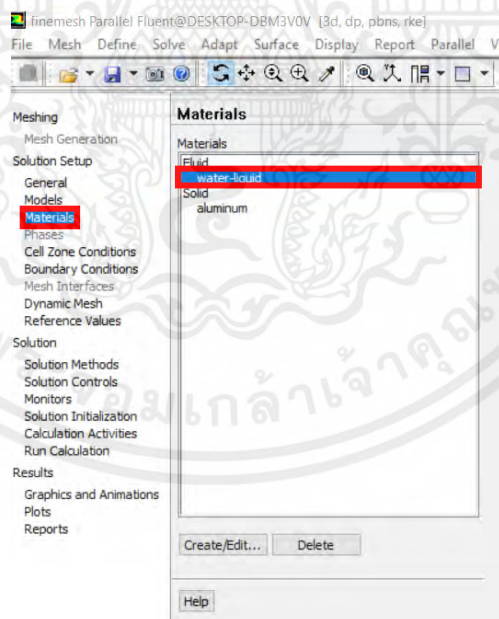 finemesh Parallel Fluent@DESKTOP-DBM3V0V [3d, dp, pbns, rke]
File Mesh Define Solve Adapt Surface Display Report Parallel V
Meshing
Mesh Generation
Solution Setup
General
Models
Materials
Phases
Cell Zone Conditions
Boundary Conditions
Mesh Interfaces
Dynamic Mesh
Reference Values
Solution
Solution Methods
Solution Controls
Monitors
Solution Initialization
Calculation Activities
Run Calculation
Results
Graphics and Animations
Plots
Reports
Materials
Materials
Fluid
water-liquid
Solid
aluminum
Create/Edit... Delete
Help